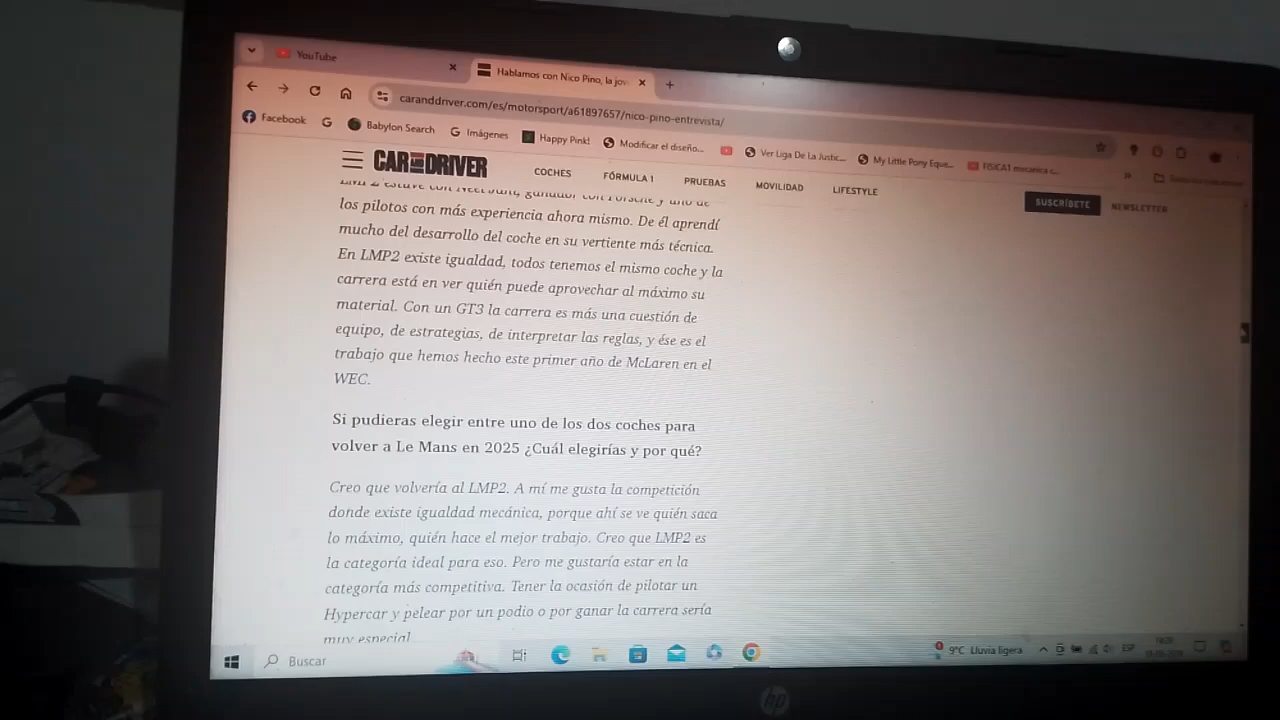 YouTube
Hablamos con Nico Pino, la jov
caranddriver.com/es/motorsport/a61897657/nico-pino-entrevista/
Facebook
Babylon Search
Imágenes
Happy Pink!
Modificar el diseño...
Ver Liga De La Justic...
My Little Pony Eque...
FISICA1 mecanica c...
CAR AND DRIVER
COCHES
FÓRMULA 1
PRUEBAS
MOVILIDAD
LIFESTYLE
SUSCRÍBETE
NEWSLETTER
los pilotos con más experiencia ahora mismo. De él aprendí
mucho del desarrollo del coche en su vertiente más técnica.
En LMP2 existe igualdad, todos tenemos el mismo coche y la
carrera está en ver quién puede aprovechar al máximo su
material. Con un GT3 la carrera es más una cuestión de
equipo, de estrategias, de interpretar las reglas, y ése es el
trabajo que hemos hecho este primer año de McLaren en el
WEC.
Si pudieras elegir entre uno de los dos coches para
volver a Le Mans en 2025 ¿Cuál elegirías y por qué?
Creo que volvería al LMP2. A mí me gusta la competición
donde existe igualdad mecánica, porque ahí se ve quién saca
lo máximo, quién hace el mejor trabajo. Creo que LMP2 es
la categoría ideal para eso. Pero me gustaría estar en la
categoría más competitiva. Tener la ocasión de pilotar un
Hypercar y pelear por un podio o por ganar la carrera sería
muy especial
Buscar
9°C Lluvia ligera
ESP
hp